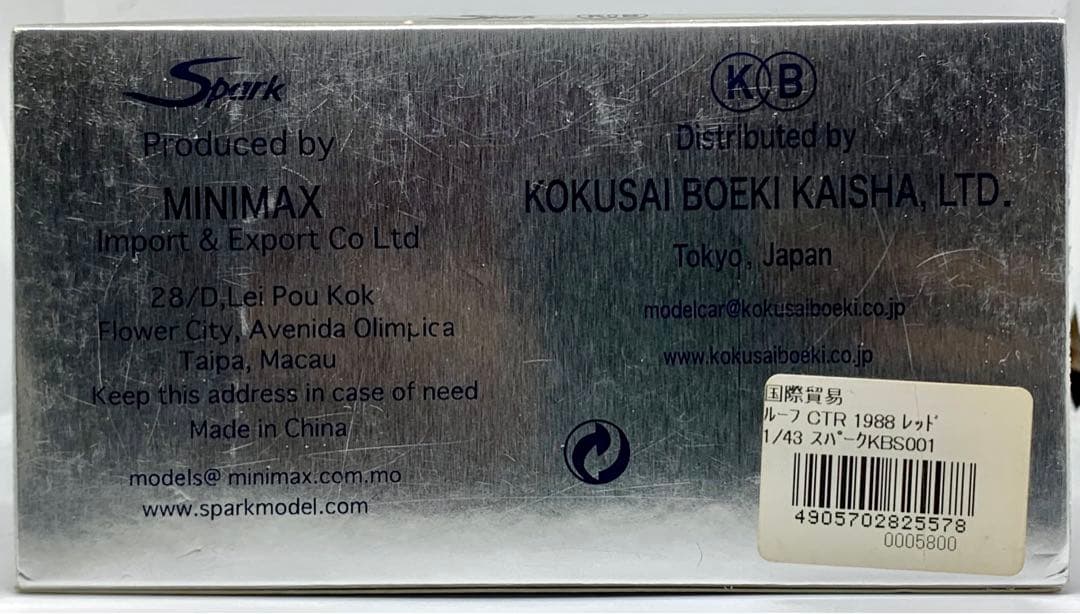 Spark
Produced by
MINIMAX
Import & Export Co Ltd
28/D,Lei Pou Kok
Flower City, Avenida Olimpica
Taipa, Macau
Keep this address in case of need
Made in China
models@ minimax.com.mo
www.sparkmodel.com
KB
Distributed by
KOKUSAI BOEKI KAISHA, LTD.
Tokyo, Japan
modelcar@kokusaiboeki.co.jp
www.kokusaiboeki.co.jp
国際貿易
ルーフ CTR 1988 レッド
1/43 スパークKBS001
4905702825578
0005800